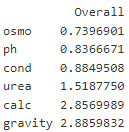 Overall
osmo 0.7396901
ph 0.8366671
cond 0.8849508
urea 1.5187750
calc 2.8569989
gravity 2.8859832